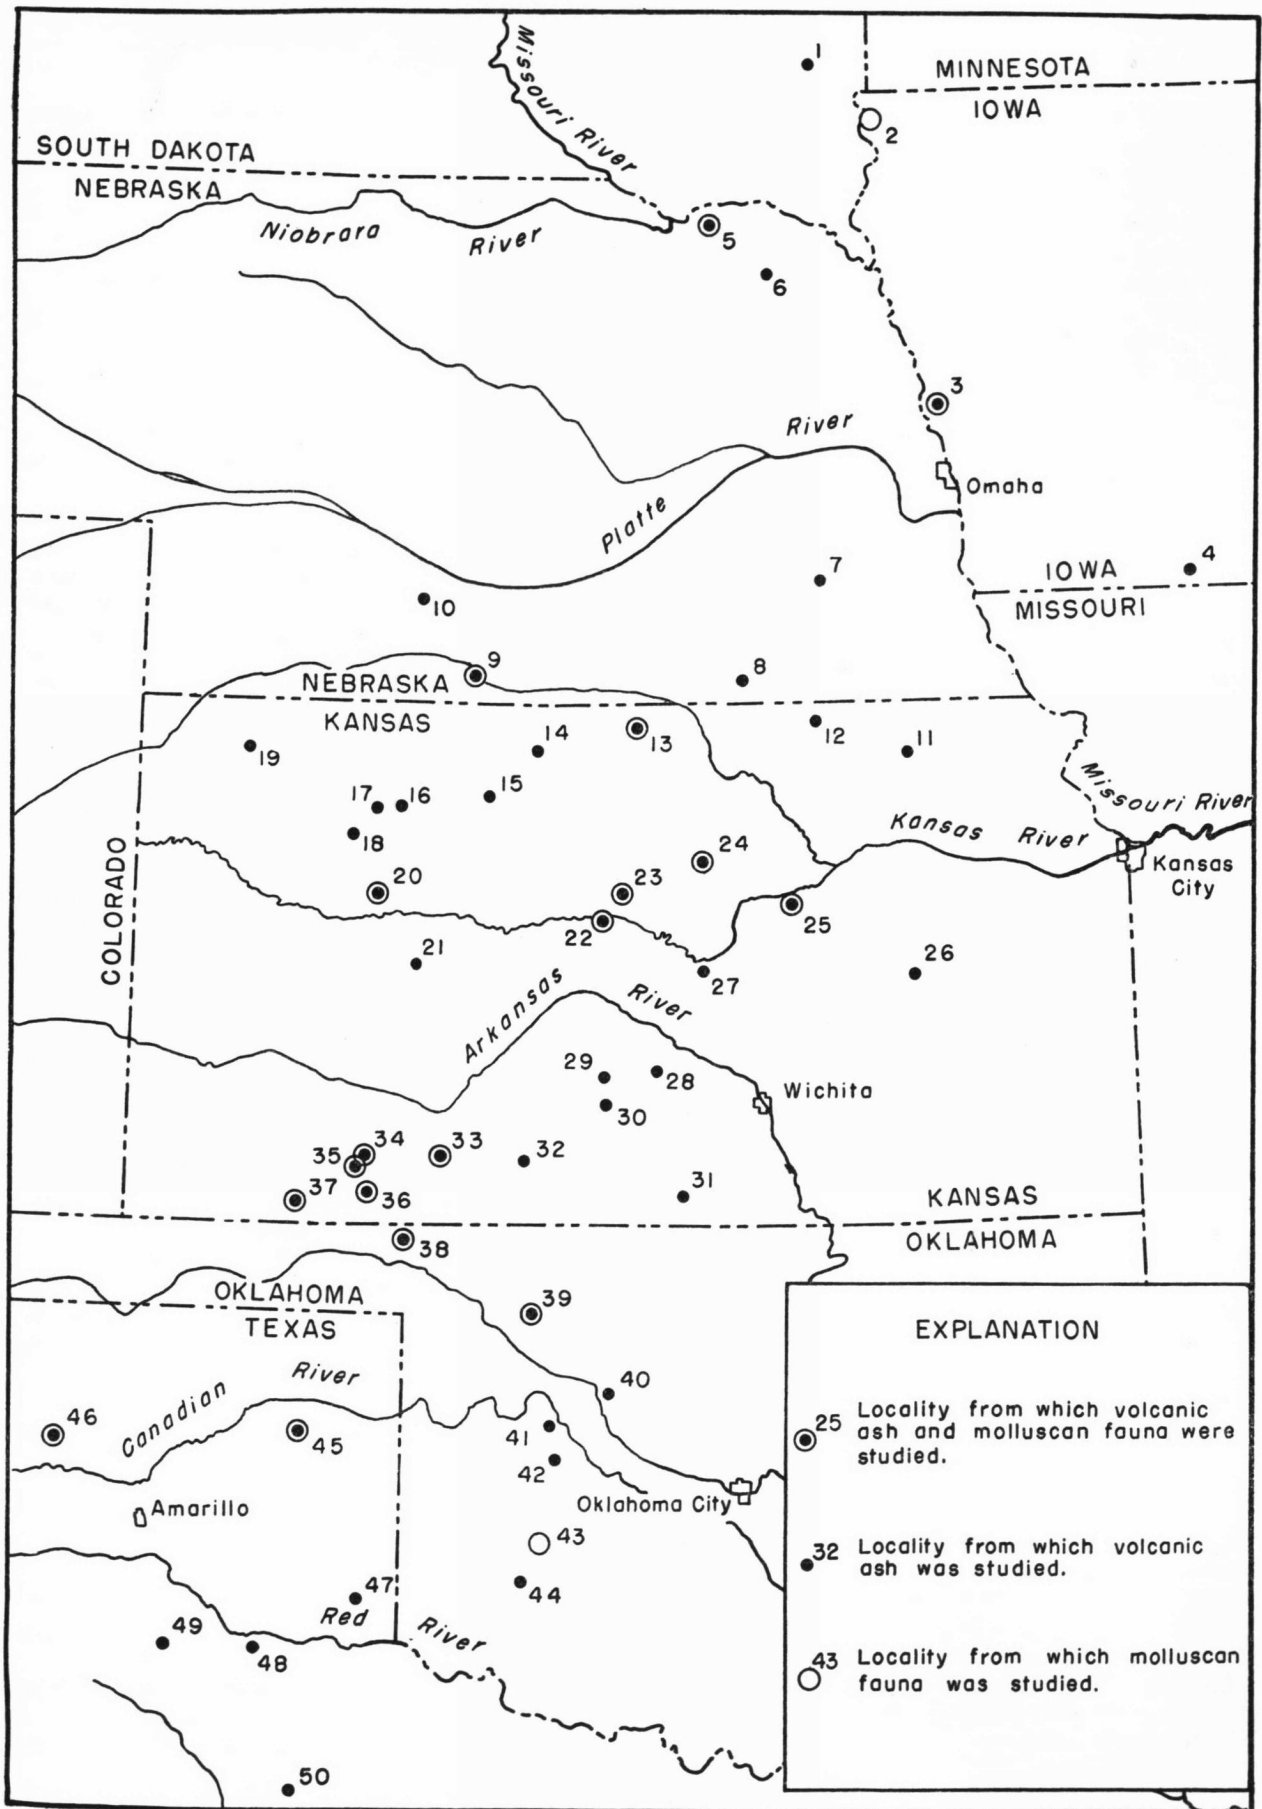 1
MINNESOTA
IOWA
2
Missouri River
SOUTH DAKOTA
NEBRASKA
Niobrara River
5
6
3
River
Platte
Omaha
7
4
IOWA
MISSOURI
10
9
8
NEBRASKA
KANSAS
19
14
13
12
11
17
16
15
18
Missouri River
Kansas River
Kansas
City
COLORADO
20
24
23
22
25
21
26
27
Arkansas River
29
28
30
Wichita
34
33
32
35
37
36
31
KANSAS
OKLAHOMA
38
OKLAHOMA
TEXAS
39
Canadian River
40
46
45
41
42
Amarillo
Oklahoma City
43
44
47
Red River
49
48
50
EXPLANATION
25 Locality from which volcanic
ash and molluscan fauna were
studied.
32 Locality from which volcanic
ash was studied.
43 Locality from which molluscan
fauna was studied.